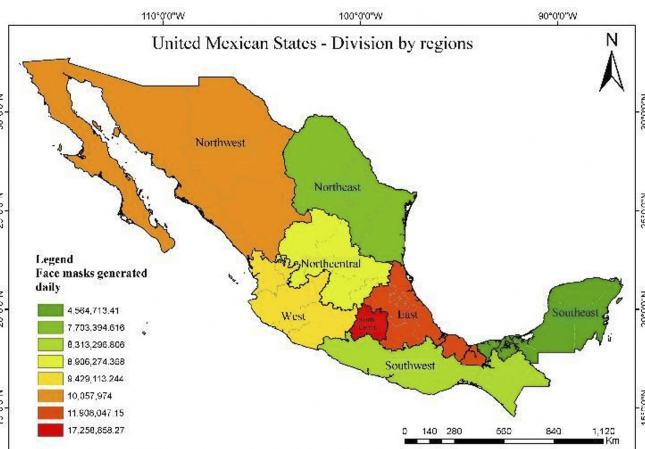 110°0'0"W 100°0'0"W 90°0'0"W
United Mexican States - Division by regions
N
Northwest
Northeast
Northcentral
West
East
Southeast
Southwest
Legend
Face masks generated
daily
4,564,713.41
7,703,394.616
8,313,296.806
8,906,274.368
9,429,113.244
10,057,974
11,908,047.15
17,258,858.27
0 140 280 560 840 1,120
Km